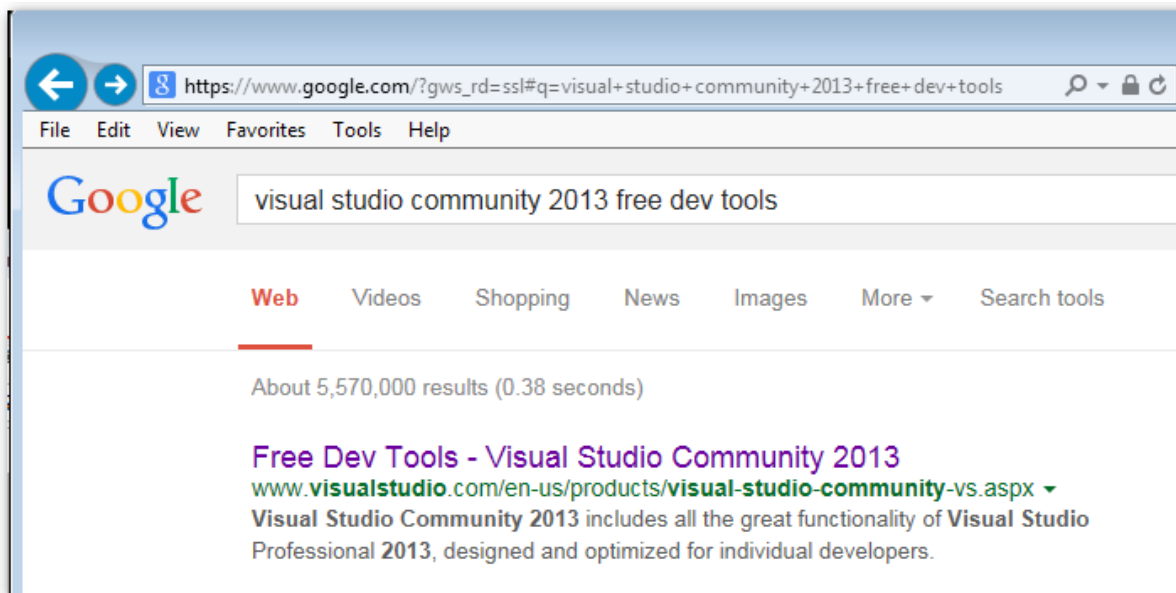 https://www.google.com/?gws_rd=ssl#q=visual+studio+community+2013+free+dev+tools
File Edit View Favorites Tools Help
Google visual studio community 2013 free dev tools
Web Videos Shopping News Images More Search tools
About 5,570,000 results (0.38 seconds)
Free Dev Tools - Visual Studio Community 2013
www.visualstudio.com/en-us/products/visual-studio-community-vs.aspx
Visual Studio Community 2013 includes all the great functionality of Visual Studio
Professional 2013, designed and optimized for individual developers.